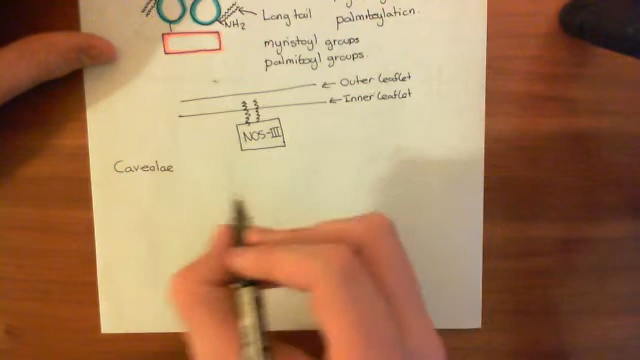 NH2
Long tail palmitoylation.
myristoyl groups
palmitoyl groups.
Outer leaflet
Inner leaflet
NOS-III
Caveolae